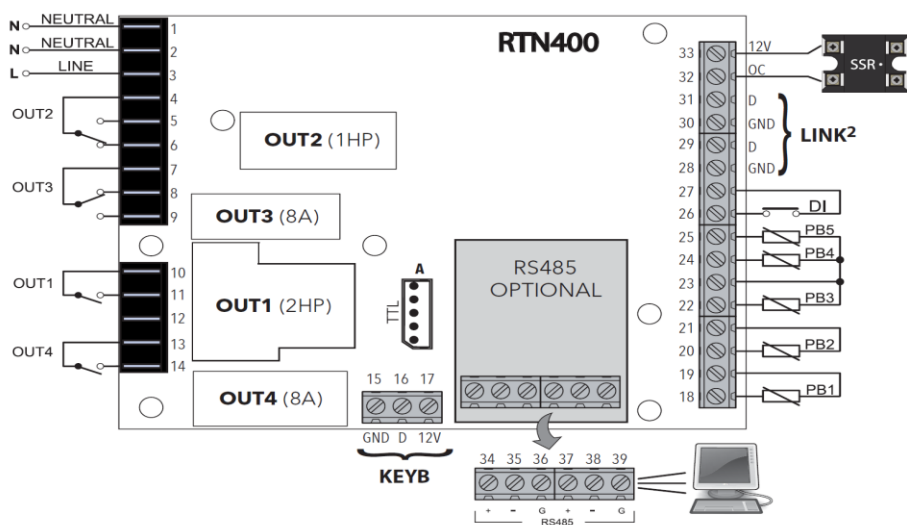 RTN400
N NEUTRAL 1
N NEUTRAL 2
L LINE 3
4
OUT2 5
6
7
OUT3 8
9
10
OUT1 11
12
13
OUT4 14
OUT2 (1HP)
OUT3 (8A)
OUT1 (2HP)
OUT4 (8A)
A
TTL
RS485
OPTIONAL
15 16 17
GND D 12V
KEYB
33 12V
SSR
32 OC
31 D
30 GND
LINK²
29 D
28 GND
27
26 DI
25 PB5
24 PB4
23
22 PB3
21
20 PB2
19
18 PB1
34 35 36 37 38 39
+ - G + - G
RS485